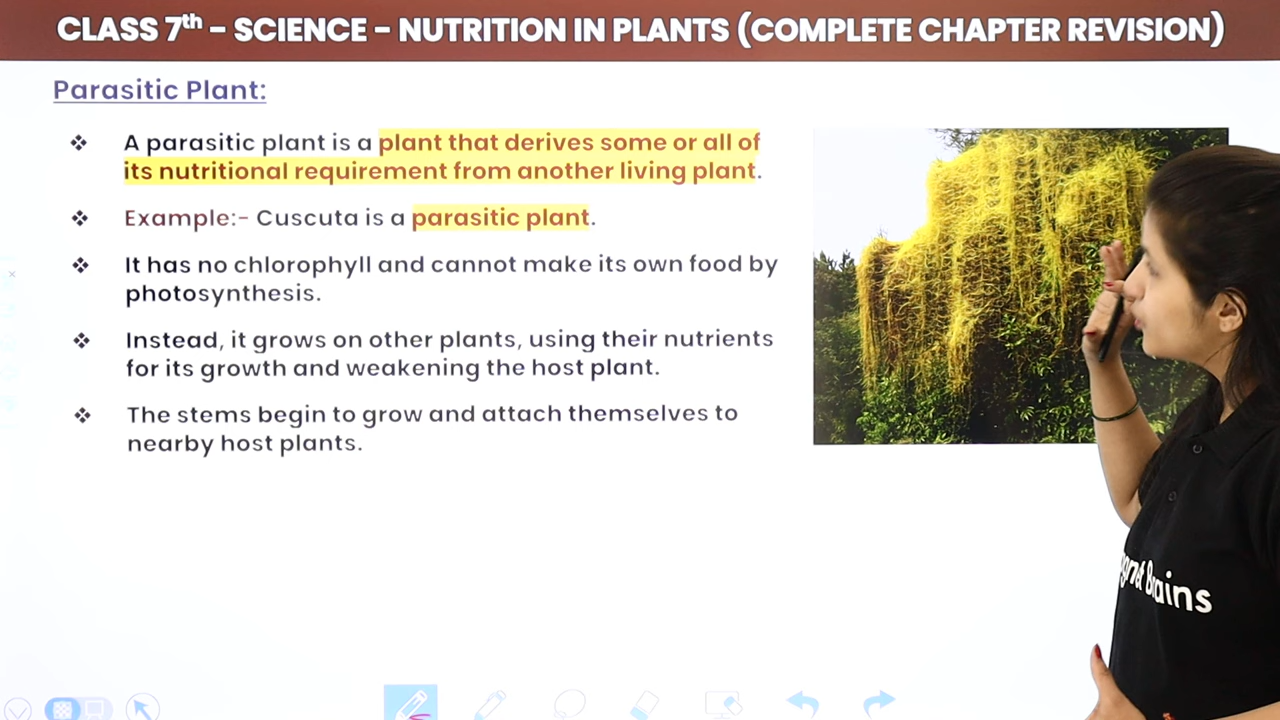 CLASS 7th – SCIENCE – NUTRITION IN PLANTS (COMPLETE CHAPTER REVISION)
Parasitic Plant:
❖ A parasitic plant is a plant that derives some or all of
its nutritional requirement from another living plant.
❖ Example:- Cuscuta is a parasitic plant.
❖ It has no chlorophyll and cannot make its own food by
photosynthesis.
❖ Instead, it grows on other plants, using their nutrients
for its growth and weakening the host plant.
❖ The stems begin to grow and attach themselves to
nearby host plants.